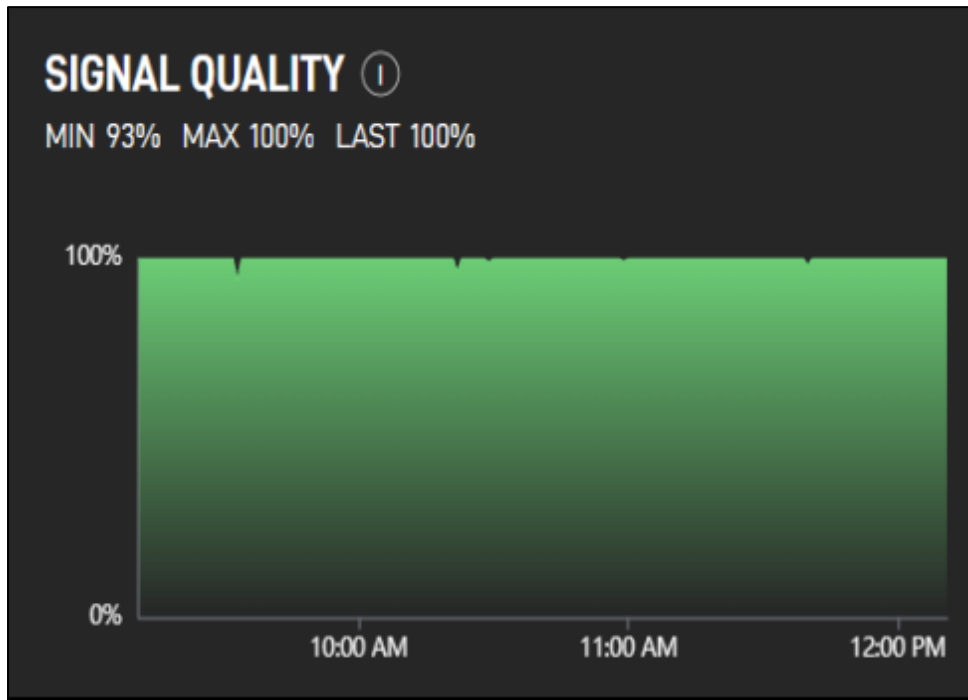 SIGNAL QUALITY
MIN 93% MAX 100% LAST 100%
100%
0%
10:00 AM 11:00 AM 12:00 PM